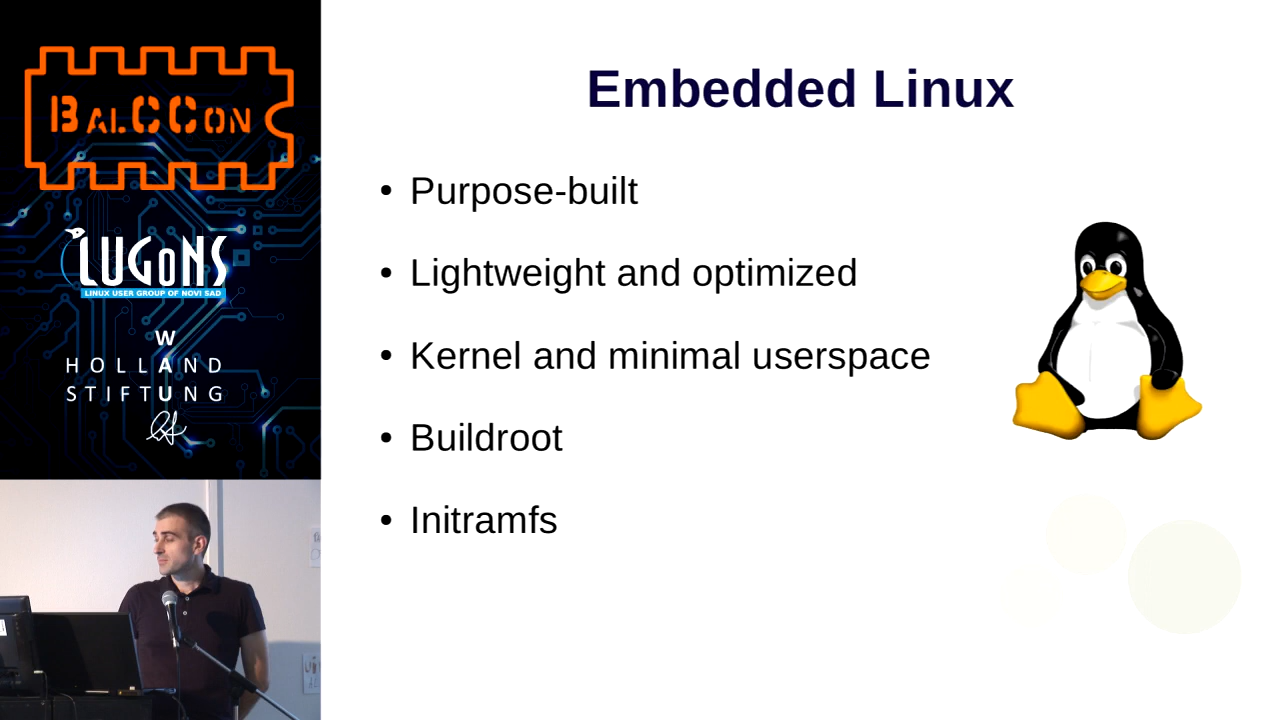 BALCCON
LUGONS
LINUX USER GROUP OF NOVI SAD
W
HOLLAND
STIFTUNG
Embedded Linux
• Purpose-built
• Lightweight and optimized
• Kernel and minimal userspace
• Buildroot
• Initramfs